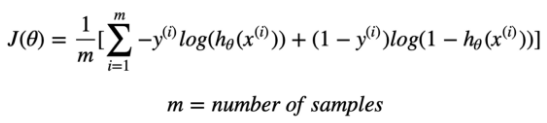 J(θ) = 1/m [ ∑_{i=1}^{m} −y^{(i)} log(h_θ(x^{(i)})) + (1 − y^{(i)})log(1 − h_θ(x^{(i)}))]
m = number of samples